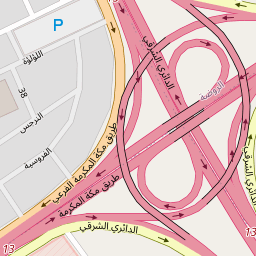 P
اللؤلؤة
38
النرجس
الفروسية
الدائري الشرقي
الروضة
طريق مكة المكرمة الفرعي
طريق مكة المكرمة
الدائري الشرقي
الدائري الشرقي
13
13